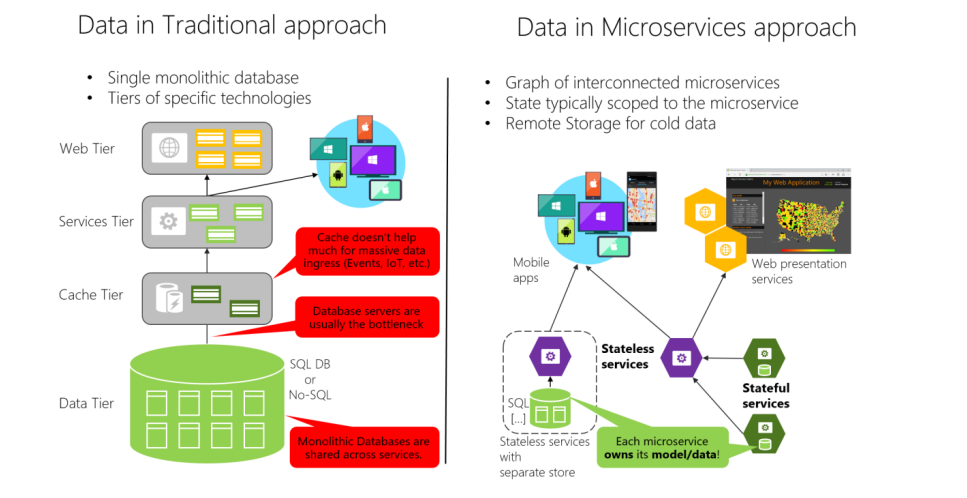 Data in Traditional approach
• Single monolithic database
• Tiers of specific technologies
Web Tier
Services Tier
Cache doesn't help
much for massive data
ingress (Events, IoT, etc.)
Cache Tier
Database servers are
usually the bottleneck
SQL DB
or
No-SQL
Data Tier
Monolithic Databases are
shared across services.
Data in Microservices approach
• Graph of interconnected microservices
• State typically scoped to the microservice
• Remote Storage for cold data
My Web Application
Mobile
apps
Web presentation
services
Stateless
services
Stateful
services
SQL
[...]
Stateless services
with
separate store
Each microservice
owns its model/data!